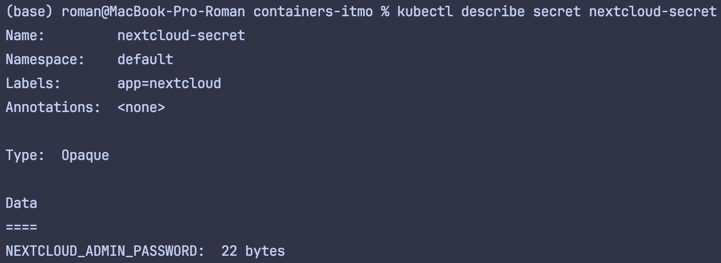 (base) roman@MacBook-Pro-Roman containers-itmo % kubectl describe secret nextcloud-secret
Name:         nextcloud-secret
Namespace:    default
Labels:       app=nextcloud
Annotations:  <none>

Type:  Opaque

Data
====
NEXTCLOUD_ADMIN_PASSWORD:  22 bytes